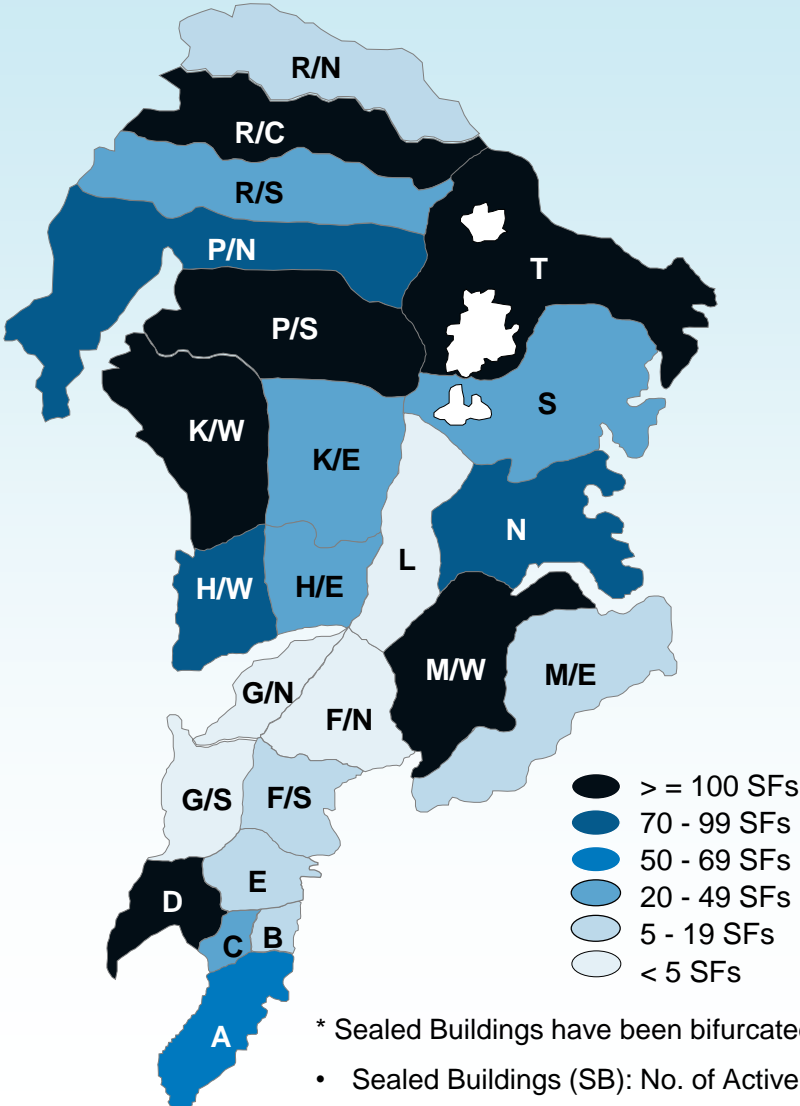 R/N
R/C
R/S
P/N
T
P/S
S
K/W
K/E
N
L
H/W
H/E
M/W
M/E
G/N
F/N
G/S
F/S
E
D
B
C
A
> = 100 SFs
70 - 99 SFs
50 - 69 SFs
20 - 49 SFs
5 - 19 SFs
< 5 SFs
* Sealed Buildings have been bifurcated
• Sealed Buildings (SB): No. of Active